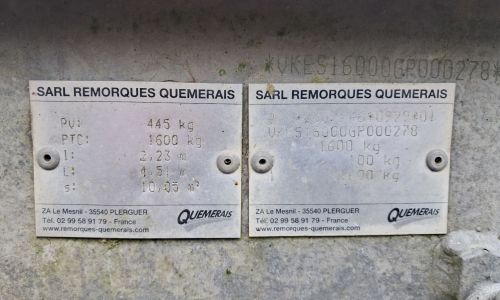 *VKES16000GP000278*
SARL REMORQUES QUEMERAIS
PV: 445 kg
PTC: 1600 kg
l: 2,23 m
L: 4,51 m
s: 10,05 m²
ZA Le Mesnil - 35540 PLERGUER
Tél. 02 99 58 91 79 - France
www.remorques-quemerais.com
QUEMERAIS
SARL REMORQUES QUEMERAIS
VKES16000GP000278
1600 kg
kg
kg
ZA Le Mesnil - 35540 PLERGUER
Tél. 02 99 58 91 79 - France
www.remorques-quemerais.com
QUEMERAIS